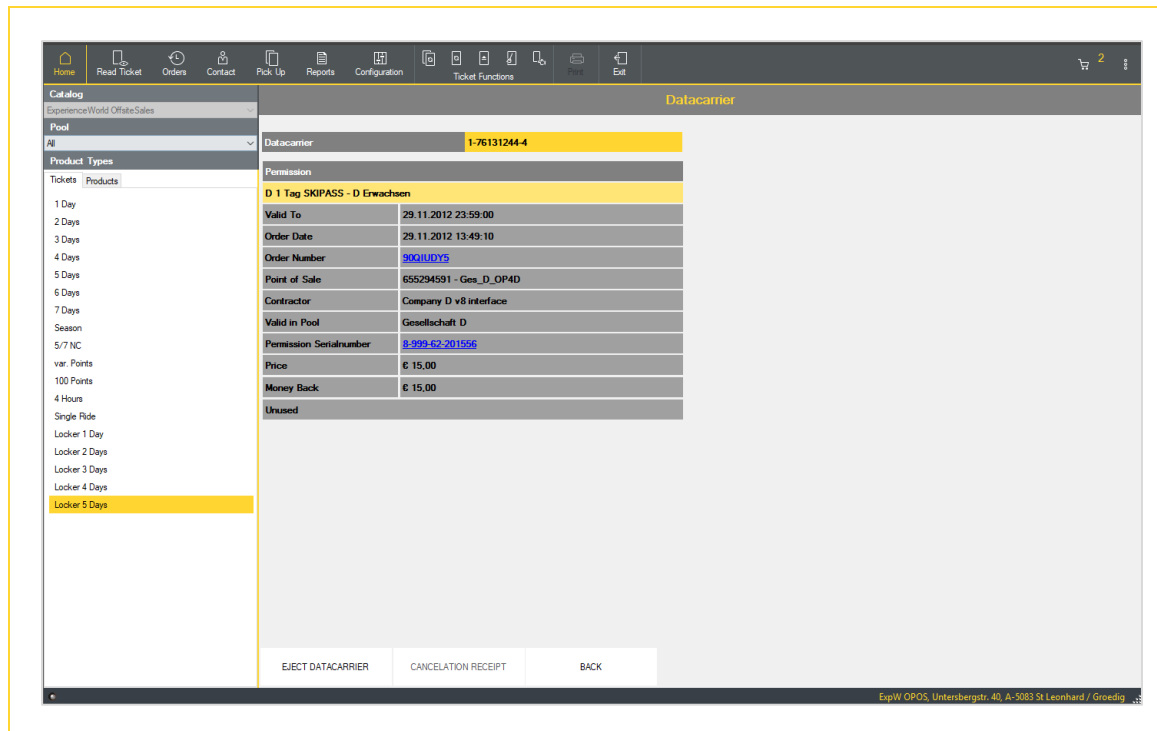 Home Read Ticket Orders Contact Pick Up Reports Configuration Ticket Functions Print Exit 2
Catalog
ExperienceWorld OffsiteSales
Pool
All
Product Types
Tickets Products
1 Day
2 Days
3 Days
4 Days
5 Days
6 Days
7 Days
Season
5/7 NC
var. Points
100 Points
4 Hours
Single Ride
Locker 1 Day
Locker 2 Days
Locker 3 Days
Locker 4 Days
Locker 5 Days
Datacarrier
Datacarrier 1-76131244-4
Permission
D 1 Tag SKIPASS - D Erwachsen
Valid To 29.11.2012 23:59:00
Order Date 29.11.2012 13:49:10
Order Number 90QIUDY5
Point of Sale 655294591 - Ges_D_OP4D
Contractor Company D v8 interface
Valid in Pool Gesellschaft D
Permission Serialnumber 8-999-62-201556
Price € 15,00
Money Back € 15,00
Unused
EJECT DATACARRIER CANCELATION RECEIPT BACK
ExpW OPOS, Untersbergstr. 40, A-5083 St Leonhard / Groedig